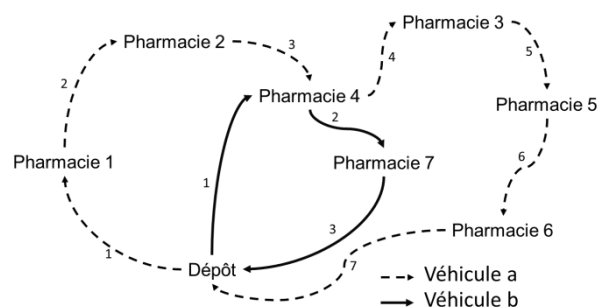 Pharmacie 3
Pharmacie 2
3
4
5
2
Pharmacie 4
Pharmacie 5
2
1
6
Pharmacie 1
Pharmacie 7
3
Pharmacie 6
1
Dépôt
7
Véhicule a
Véhicule b